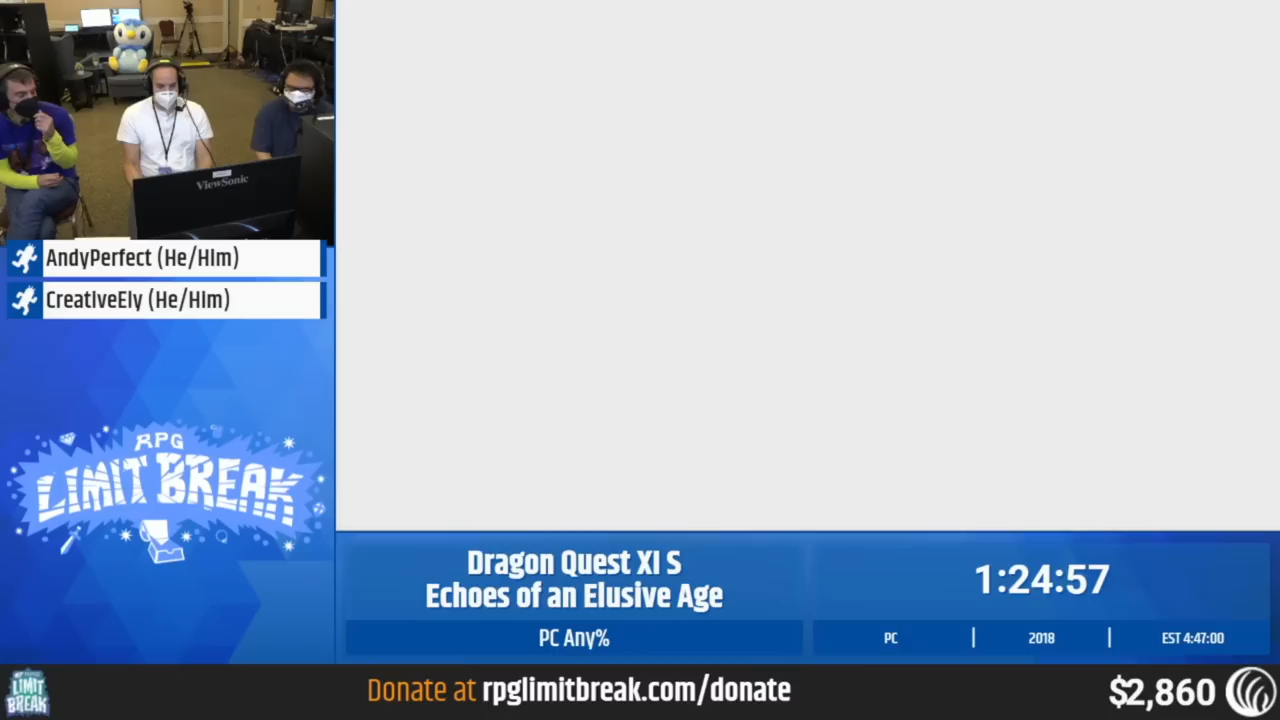 ViewSonic
AndyPerfect (He/HIm)
CreatIveEly (He/HIm)
RPG
LIMIT BREAK
Dragon Quest XI S
Echoes of an Elusive Age
1:24:57
PC Any%
PC | 2018 | EST 4:47:00
LIMIT
BREAK
Donate at rpglimitbreak.com/donate
$2,860